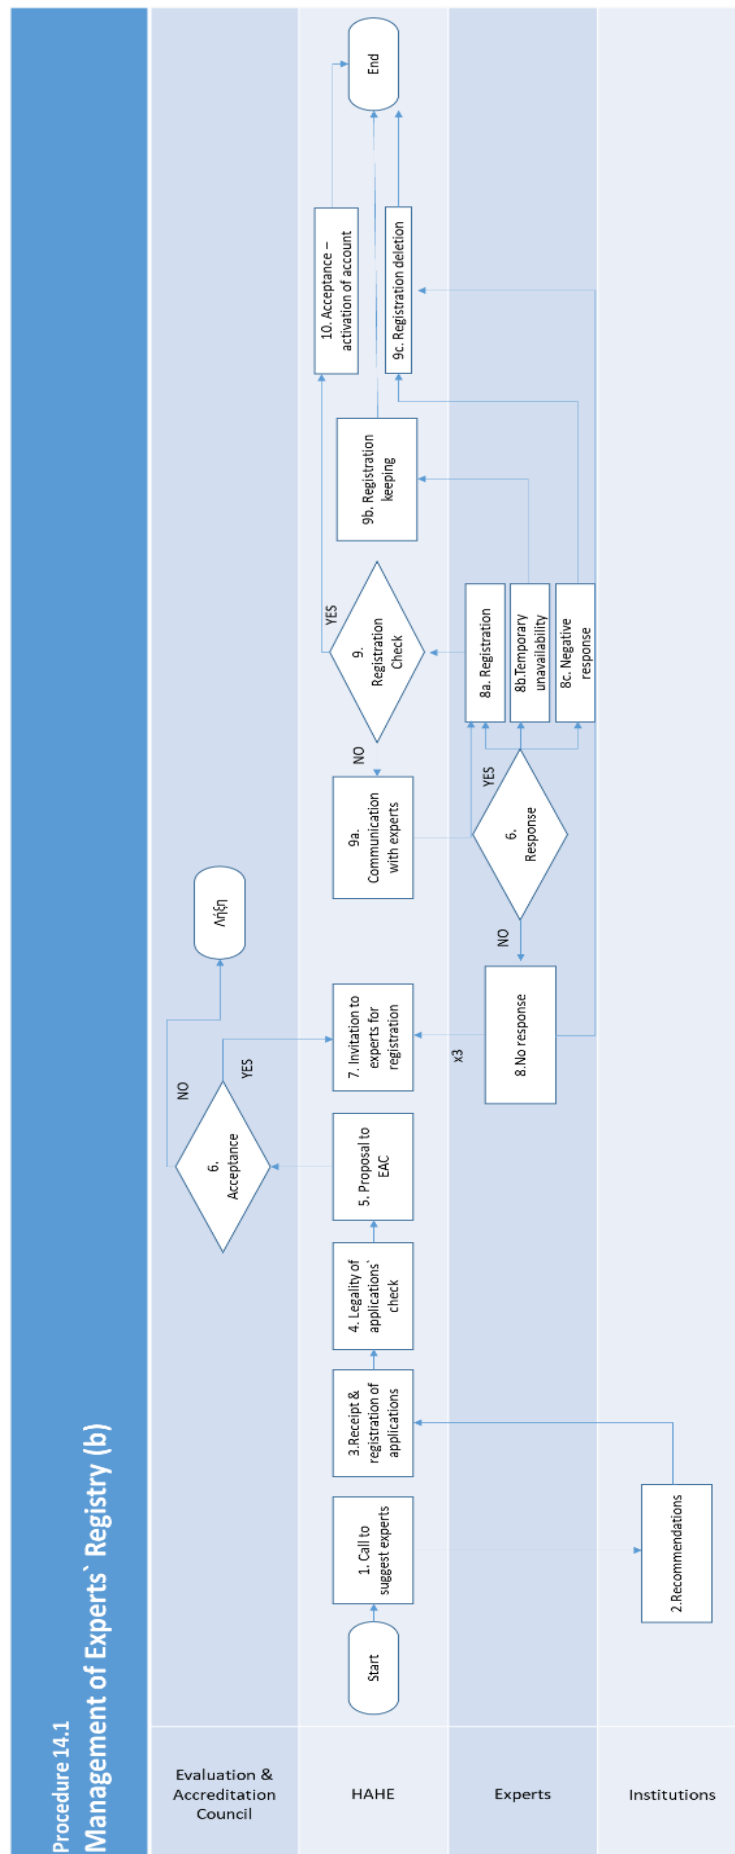 Procedure 14.1
Management of Experts` Registry (b)
Evaluation &
Accreditation
Council
HAHE
Experts
Institutions
Start
1. Call to
suggest experts
2.Recommendations
3.Receipt &
registration of
applications
4. Legality of
applications`
check
5. Proposal to
EAC
6.
Acceptance
NO
YES
Λήξη
7. Invitation to
experts for
registration
x3
8.No response
NO
6.
Response
YES
8a. Registration
8b.Temporary
unavailability
8c. Negative
response
9a.
Communication
with experts
NO
9.
Registration
Check
YES
9b. Registration
keeping
10. Acceptance –
activation of account
9c. Registration deletion
End